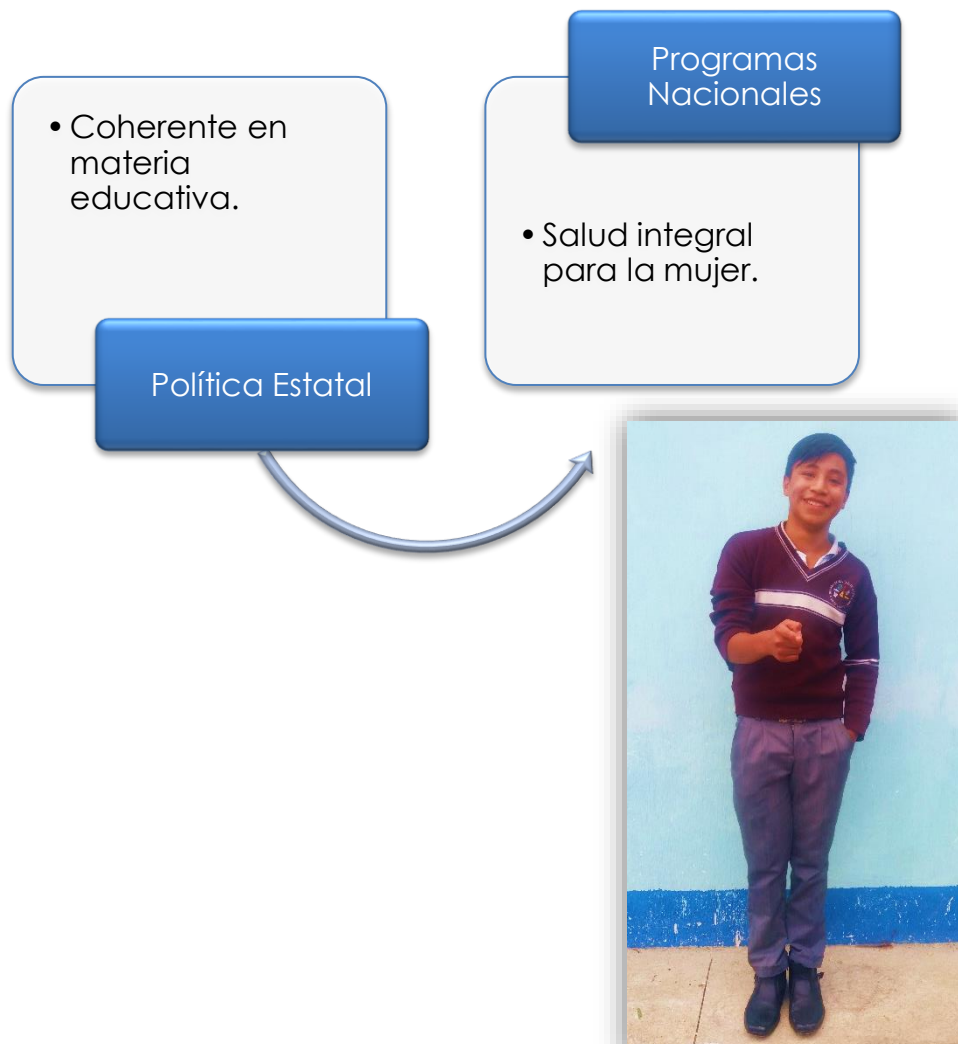 • Coherente en
materia
educativa.
Política Estatal
Programas
Nacionales
• Salud integral
para la mujer.